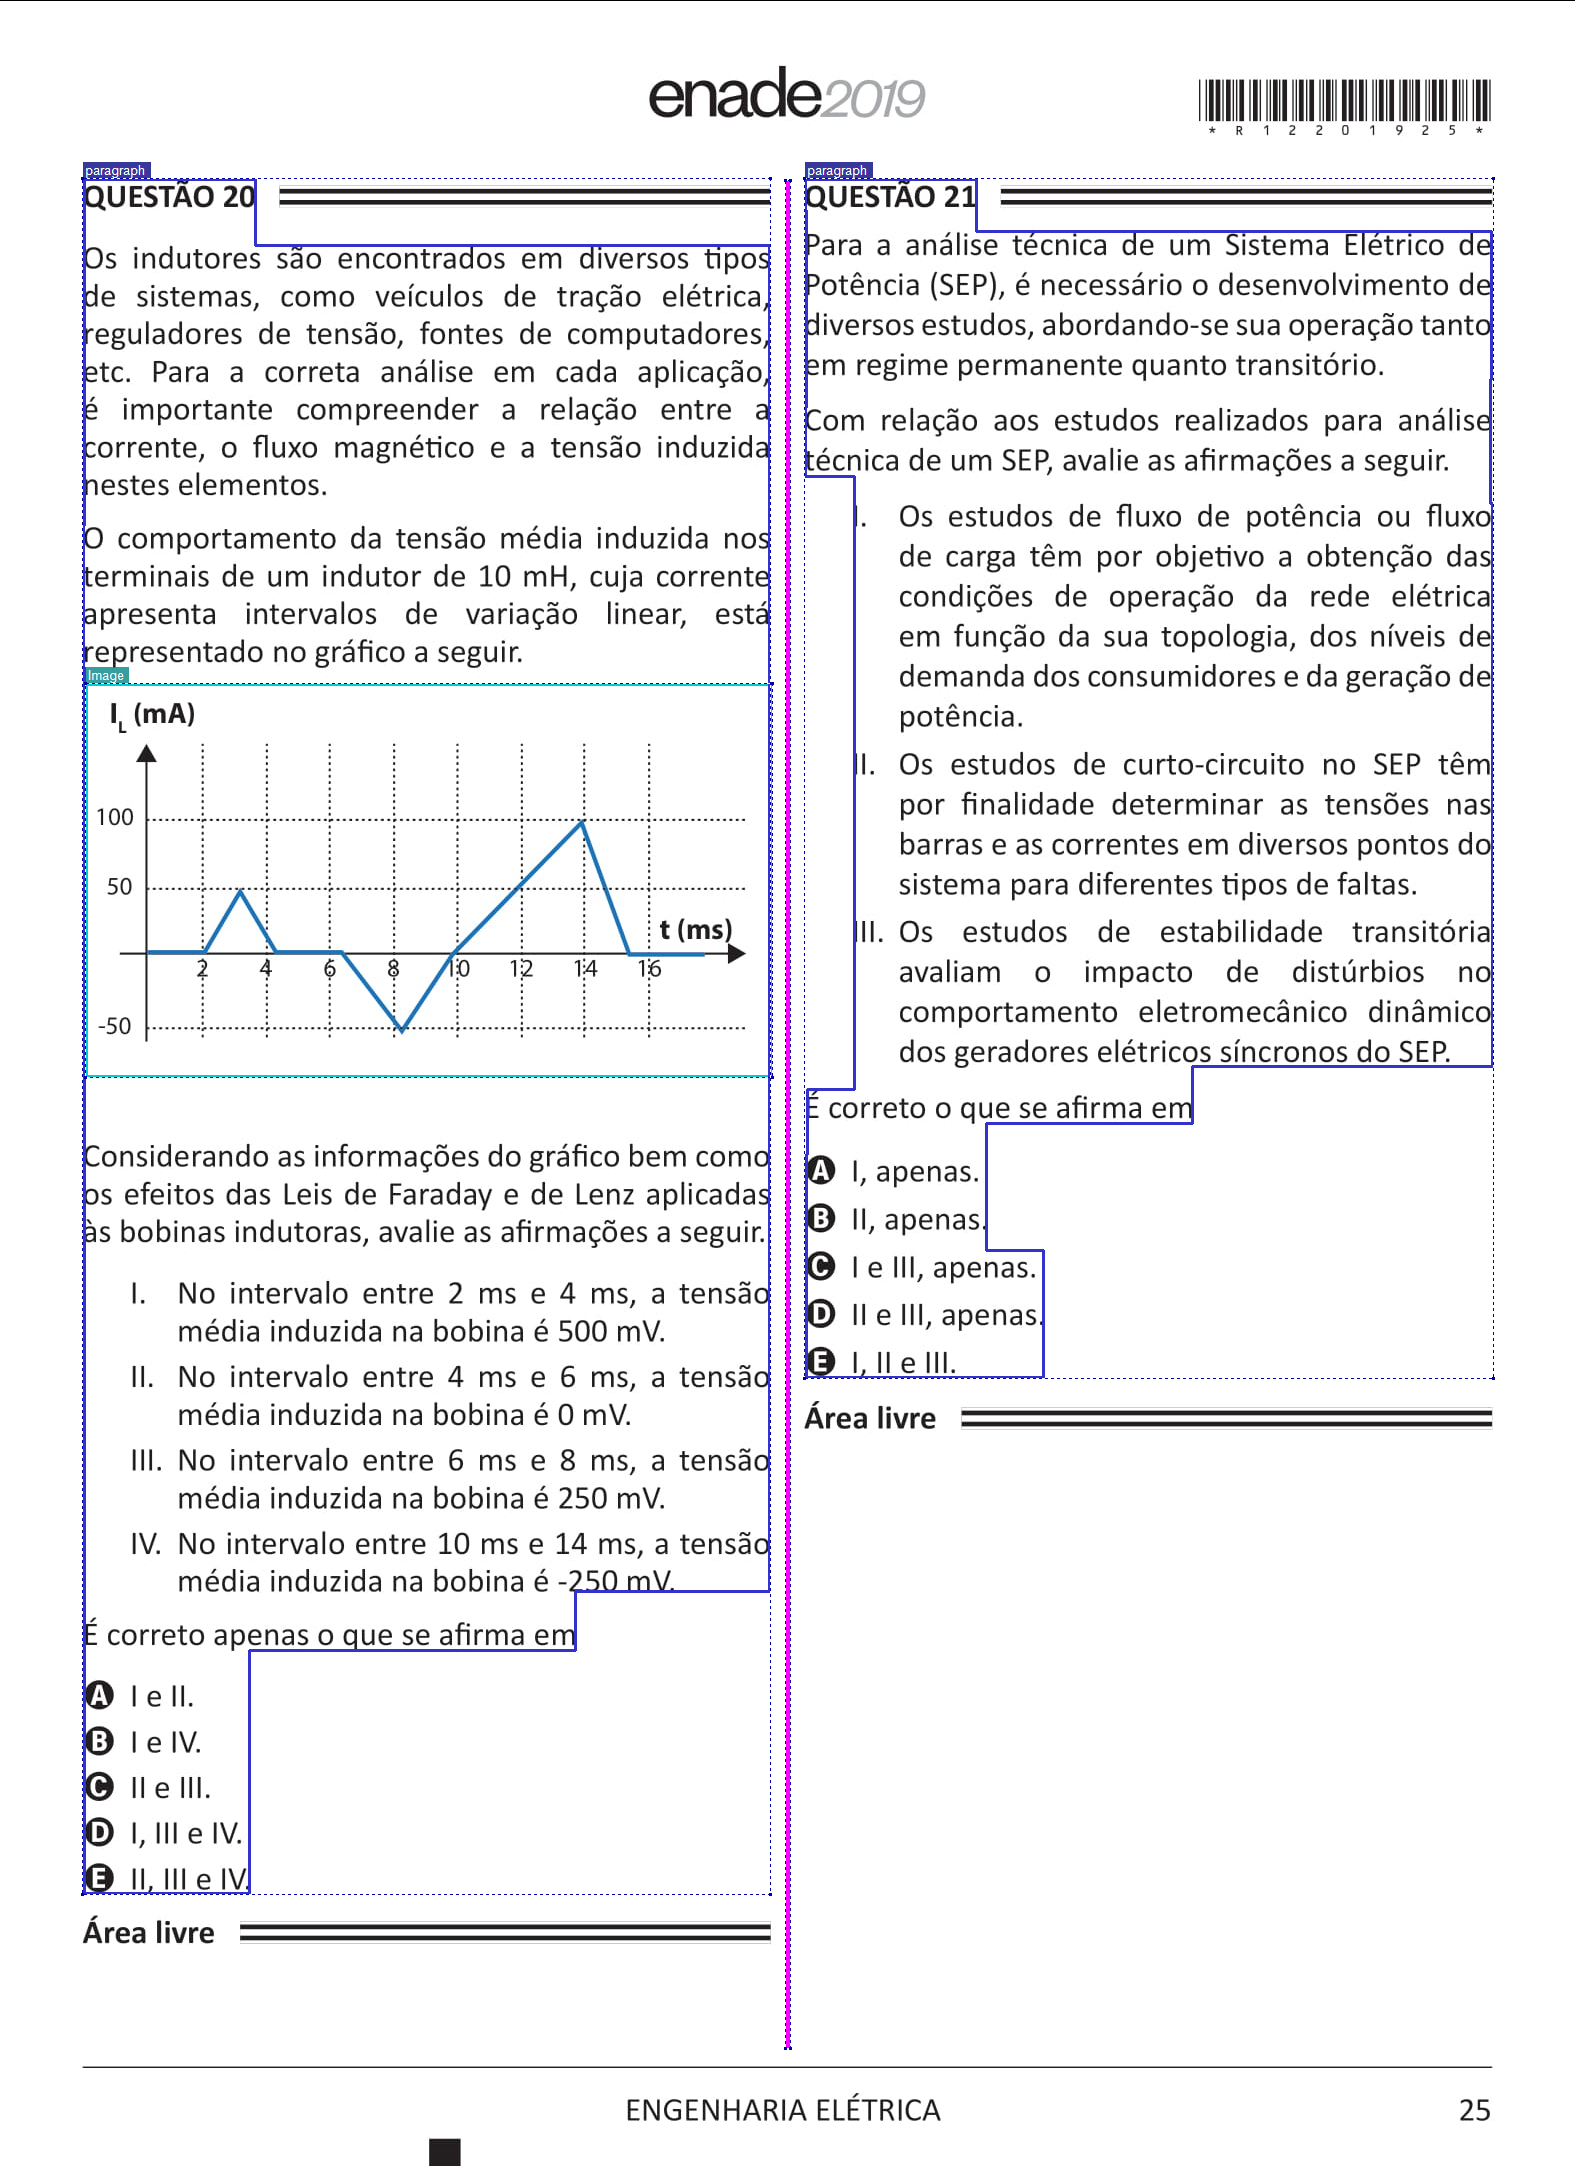 enade2019
*R12201925*
paragraph
QUESTÃO 20
Os indutores são encontrados em diversos tipos
de sistemas, como veículos de tração elétrica,
reguladores de tensão, fontes de computadores,
etc. Para a correta análise em cada aplicação,
é importante compreender a relação entre a
corrente, o fluxo magnético e a tensão induzida
nestes elementos.
O comportamento da tensão média induzida nos
terminais de um indutor de 10 mH, cuja corrente
apresenta intervalos de variação linear, está
representado no gráfico a seguir.
Image
I_L (mA)
100
50
t (ms)
2 4 6 8 10 12 14 16
-50
Considerando as informações do gráfico bem como
os efeitos das Leis de Faraday e de Lenz aplicadas
às bobinas indutoras, avalie as afirmações a seguir.
I. No intervalo entre 2 ms e 4 ms, a tensão
média induzida na bobina é 500 mV.
II. No intervalo entre 4 ms e 6 ms, a tensão
média induzida na bobina é 0 mV.
III. No intervalo entre 6 ms e 8 ms, a tensão
média induzida na bobina é 250 mV.
IV. No intervalo entre 10 ms e 14 ms, a tensão
média induzida na bobina é -250 mV.
É correto apenas o que se afirma em
A I e II.
B I e IV.
C II e III.
D I, III e IV.
E II, III e IV.
Área livre
paragraph
QUESTÃO 21
Para a análise técnica de um Sistema Elétrico de
Potência (SEP), é necessário o desenvolvimento de
diversos estudos, abordando-se sua operação tanto
em regime permanente quanto transitório.
Com relação aos estudos realizados para análise
técnica de um SEP, avalie as afirmações a seguir.
I. Os estudos de fluxo de potência ou fluxo
de carga têm por objetivo a obtenção das
condições de operação da rede elétrica
em função da sua topologia, dos níveis de
demanda dos consumidores e da geração de
potência.
II. Os estudos de curto-circuito no SEP têm
por finalidade determinar as tensões nas
barras e as correntes em diversos pontos do
sistema para diferentes tipos de faltas.
III. Os estudos de estabilidade transitória
avaliam o impacto de distúrbios no
comportamento eletromecânico dinâmico
dos geradores elétricos síncronos do SEP.
É correto o que se afirma em
A I, apenas.
B II, apenas.
C I e III, apenas.
D II e III, apenas.
E I, II e III.
Área livre
ENGENHARIA ELÉTRICA
25